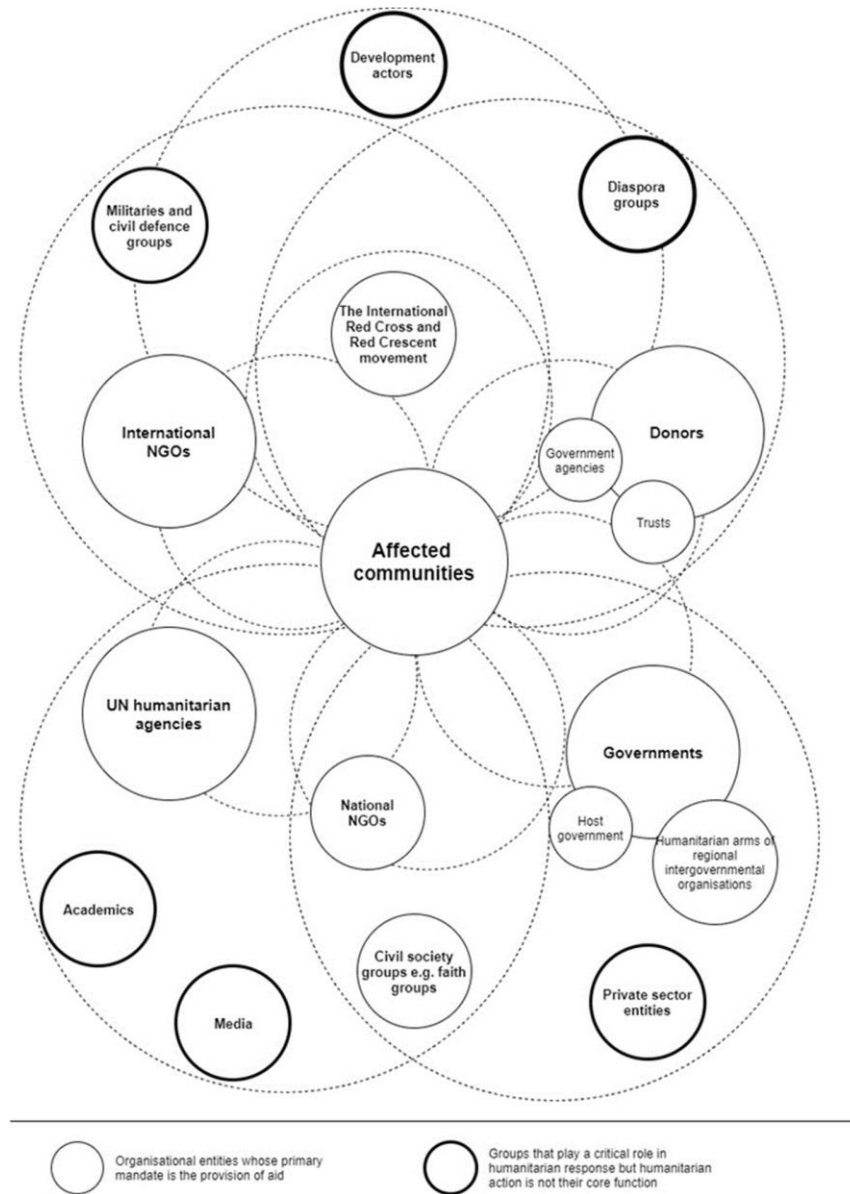 Development
actors
Militaries and
civil defence
groups
Diaspora
groups
The International
Red Cross and
Red Crescent
movement
International
NGOs
Donors
Government
agencies
Trusts
Affected
communities
UN humanitarian
agencies
Governments
National
NGOs
Host
government
Humanitarian arms of
regional
intergovernmental
organisations
Academics
Civil society
groups e.g. faith
groups
Media
Private sector
entities
Organisational entities whose primary
mandate is the provision of aid
Groups that play a critical role in
humanitarian response but humanitarian
action is not their core function